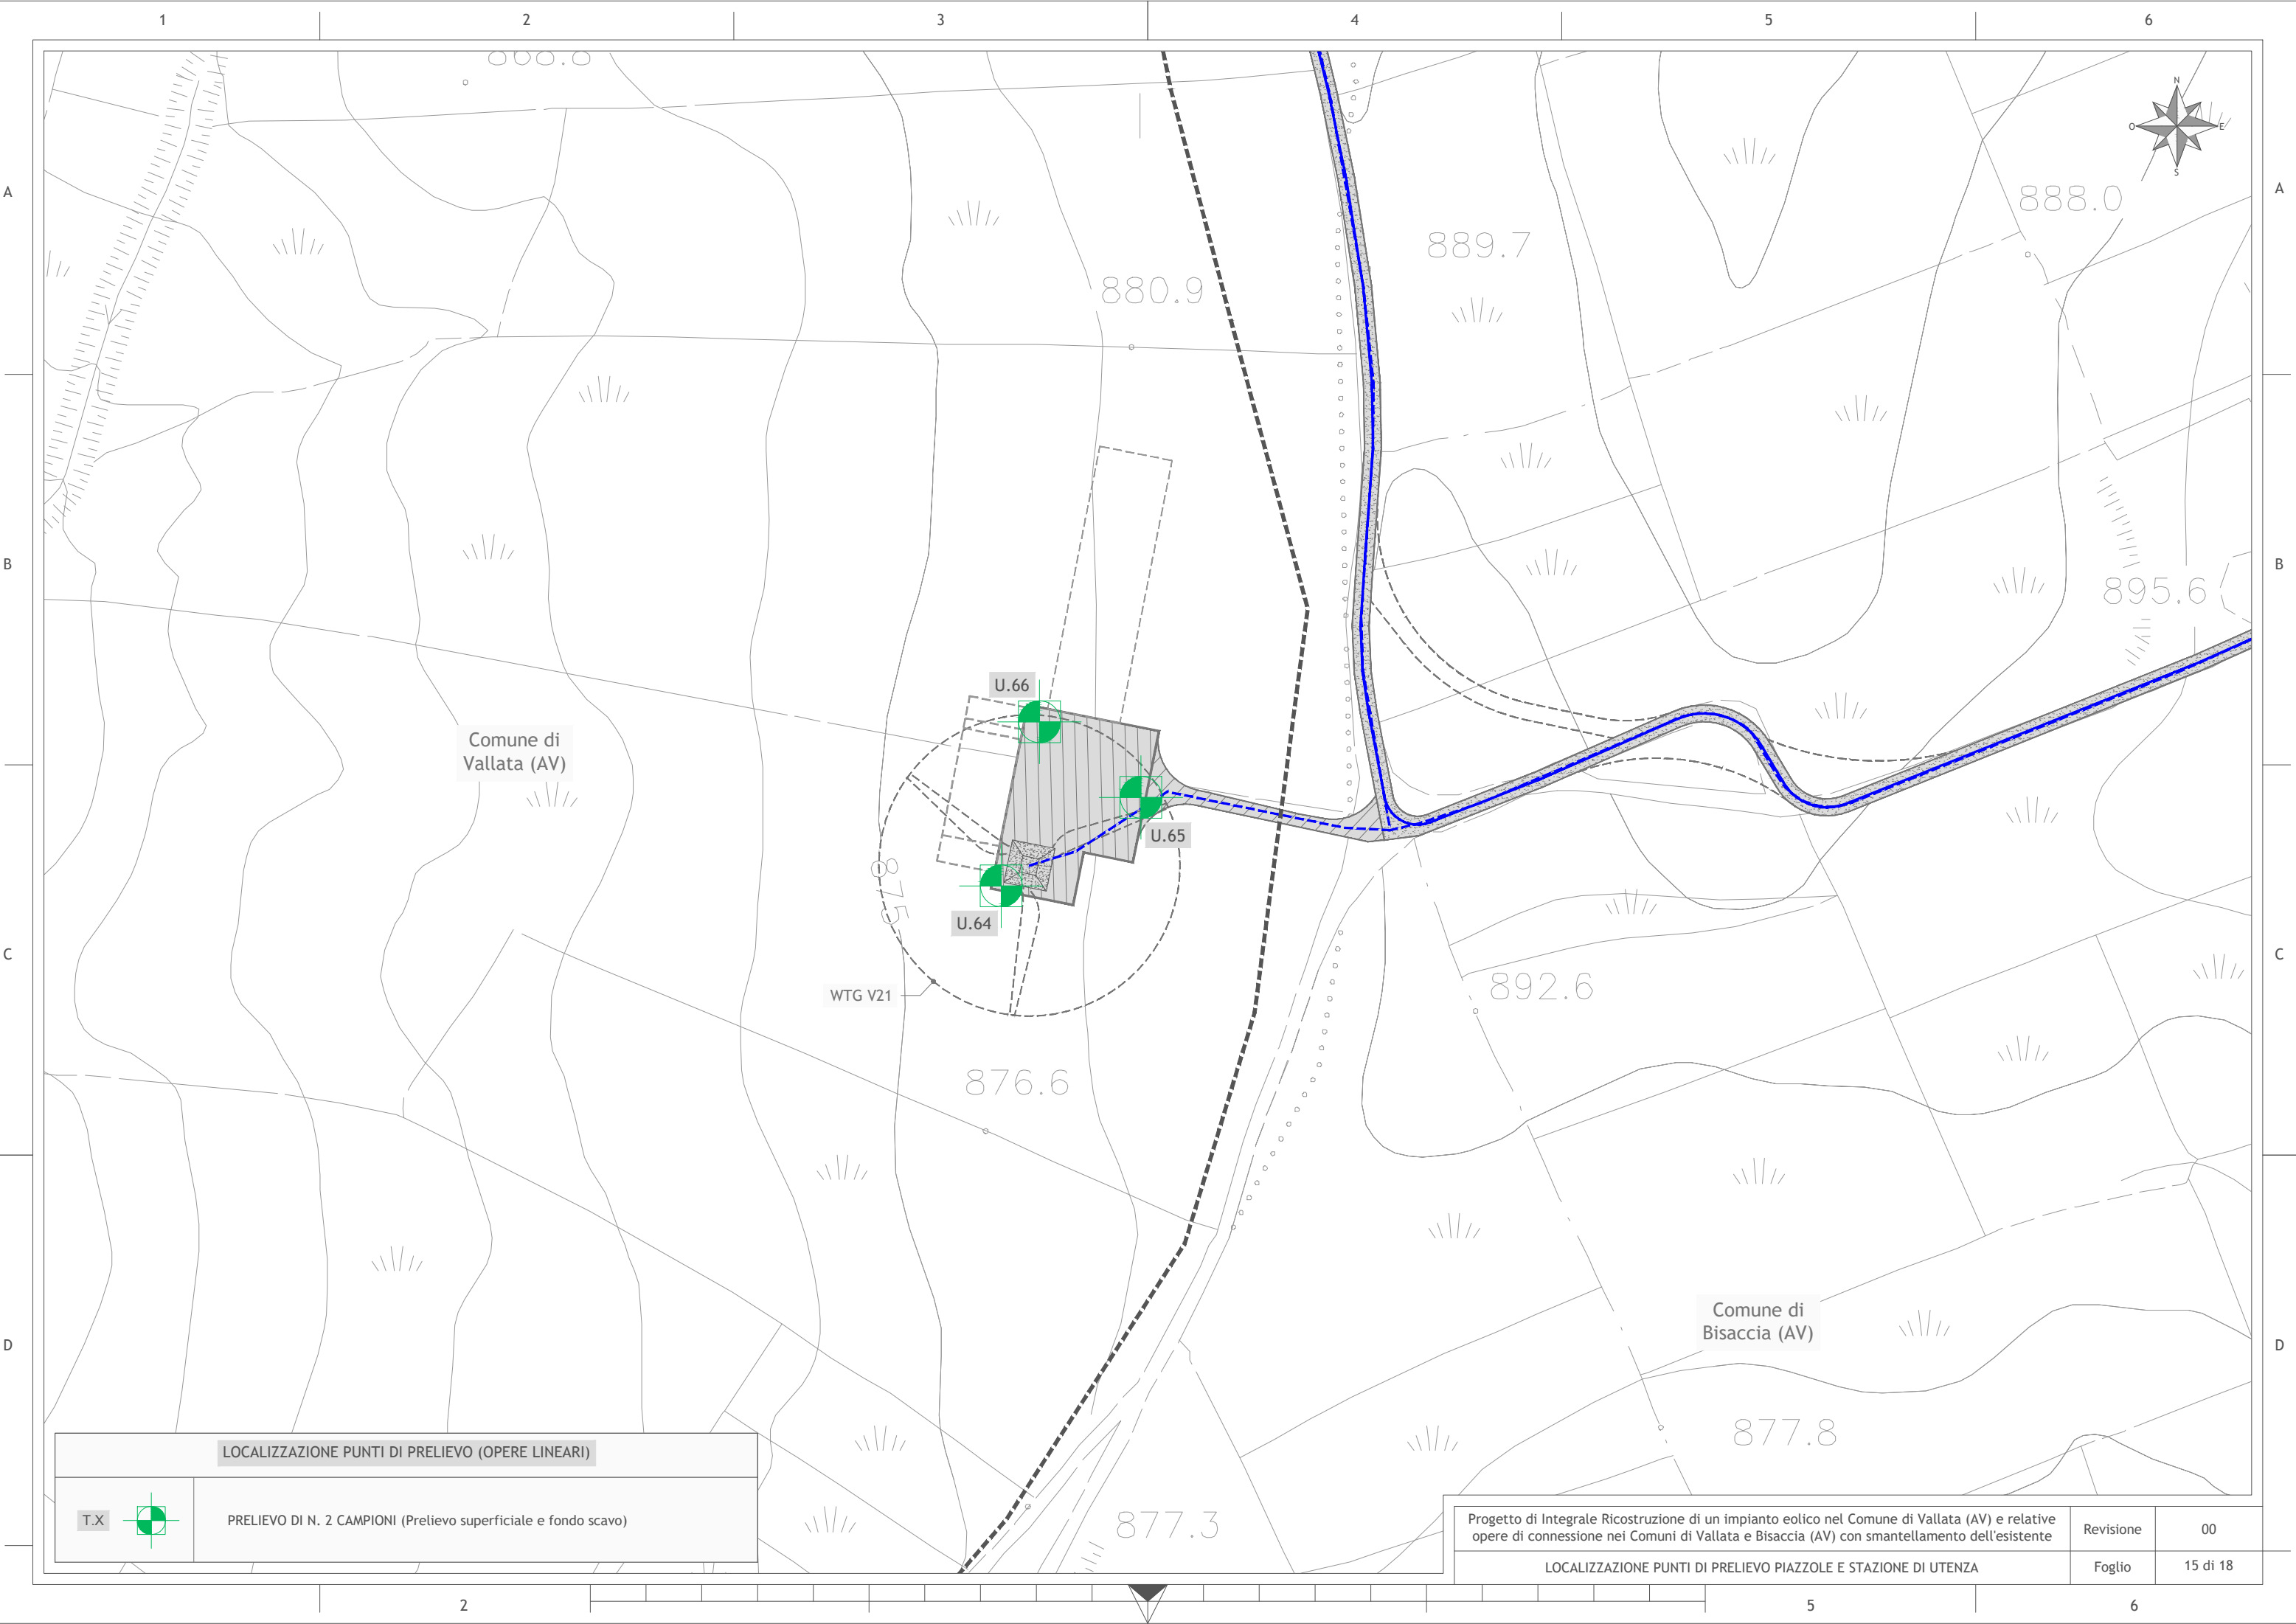 1 2 3 4 5 6
N
O E
S
A A
888.0
889.7
880.9
B B
895.6
U.66
Comune di
Vallata (AV)
U.65
U.64
C C
WTG V21
892.6
876.6
Comune di
Bisaccia (AV)
D D
877.8
877.3
LOCALIZZAZIONE PUNTI DI PRELIEVO (OPERE LINEARI)
T.X PRELIEVO DI N. 2 CAMPIONI (Prelievo superficiale e fondo scavo)
Progetto di Integrale Ricostruzione di un impianto eolico nel Comune di Vallata (AV) e relative
opere di connessione nei Comuni di Vallata e Bisaccia (AV) con smantellamento dell'esistente
Revisione 00
LOCALIZZAZIONE PUNTI DI PRELIEVO PIAZZOLE E STAZIONE DI UTENZA
Foglio 15 di 18
2 5 6